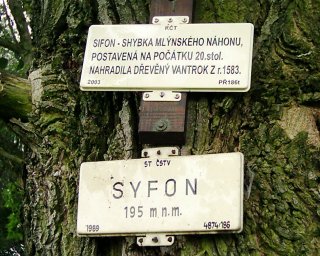 KČT
SIFON - SHYBKA MLÝNSKÉHO NÁHONU,
POSTAVENÁ NA POČÁTKU 20.stol.
NAHRADILA DŘEVĚNÝ VANTROK Z r.1583.
2003 PŘ186t
ST ČSTV
SYFON
195 m n.m.
1989 4874/186